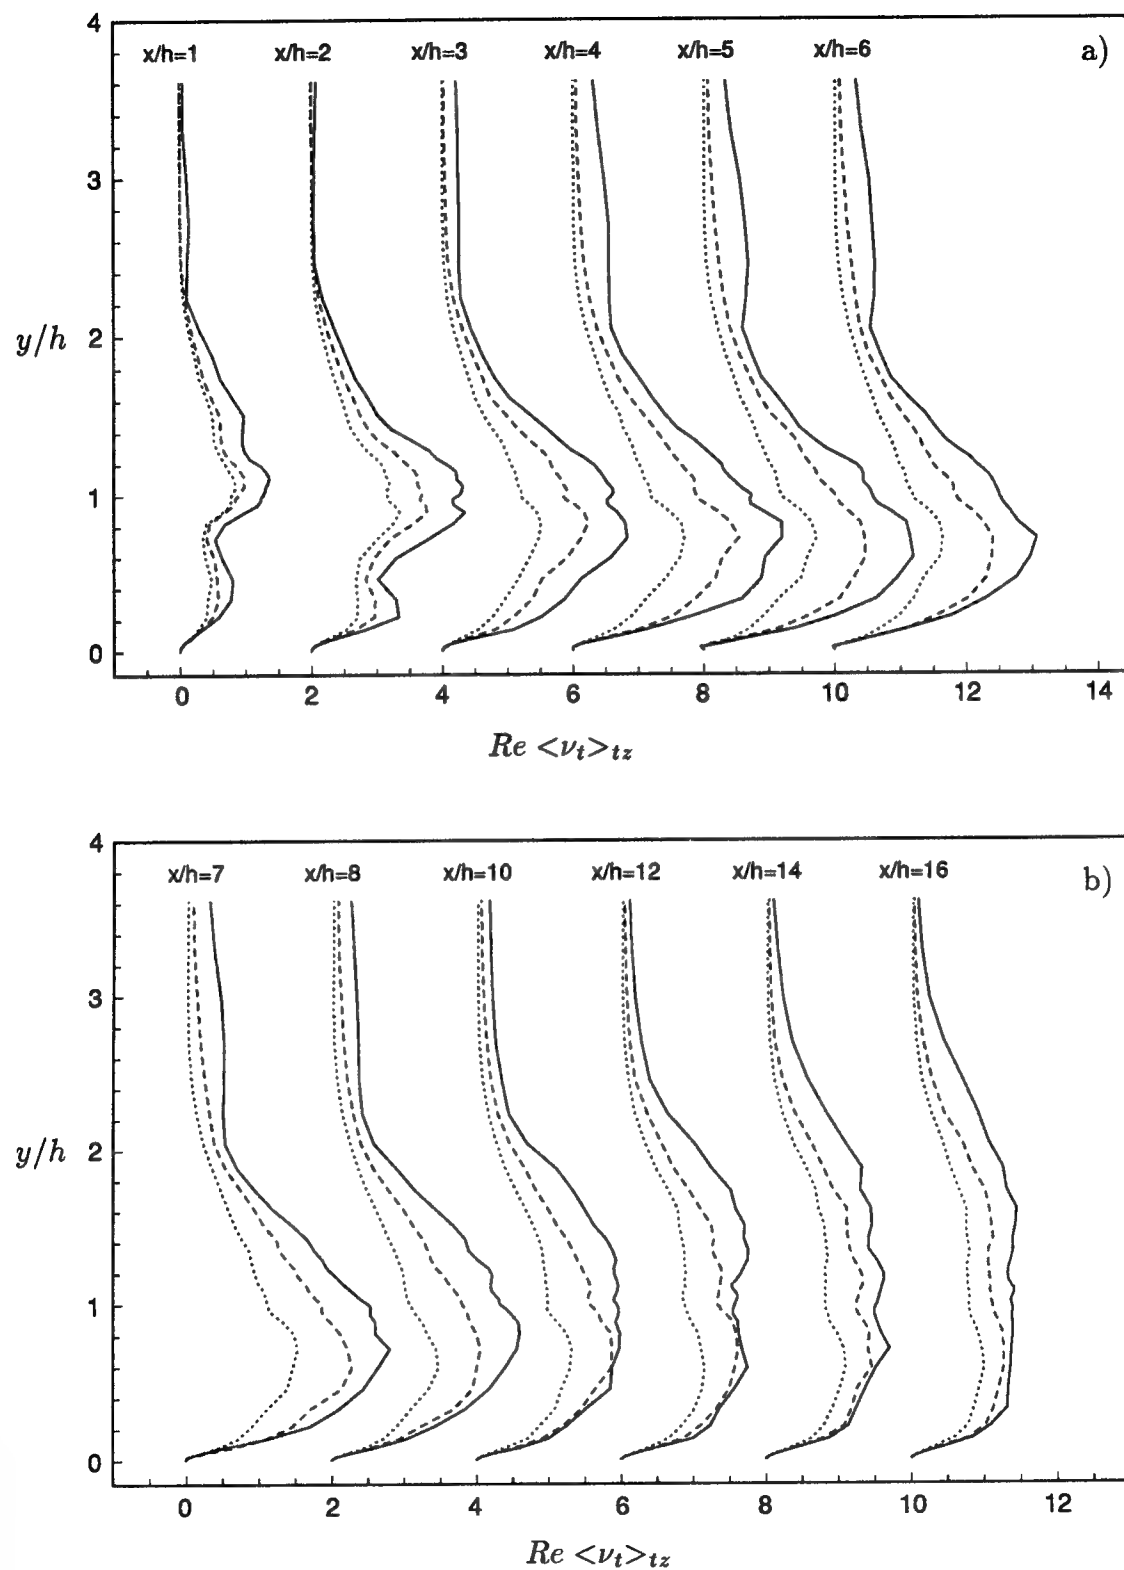 4
x/h=1 x/h=2 x/h=3 x/h=4 x/h=5 x/h=6 a)
3
y/h 2
1
0
0 2 4 6 8 10 12 14
Re <ν_t>_tz
4
x/h=7 x/h=8 x/h=10 x/h=12 x/h=14 x/h=16 b)
3
y/h 2
1
0
0 2 4 6 8 10 12
Re <ν_t>_tz